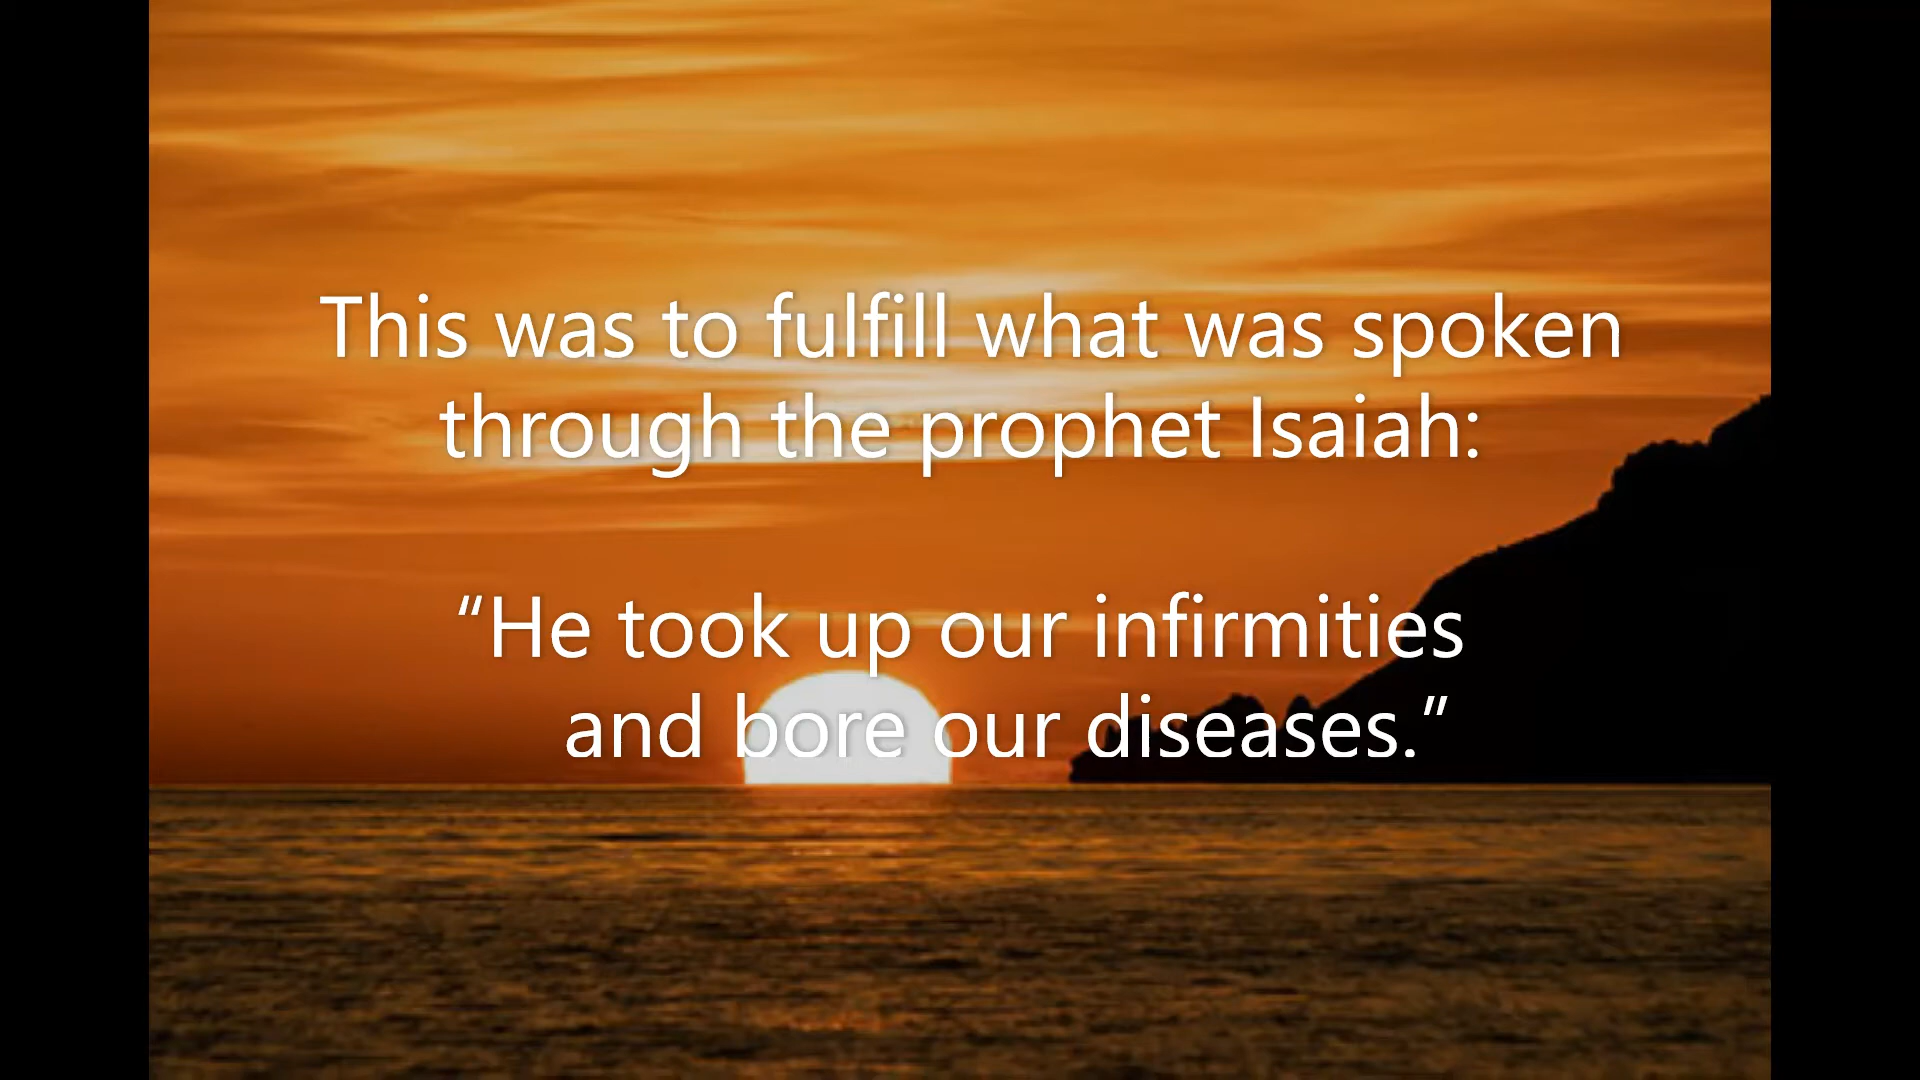 This was to fulfill what was spoken
through the prophet Isaiah:
“He took up our infirmities
and bore our diseases.”